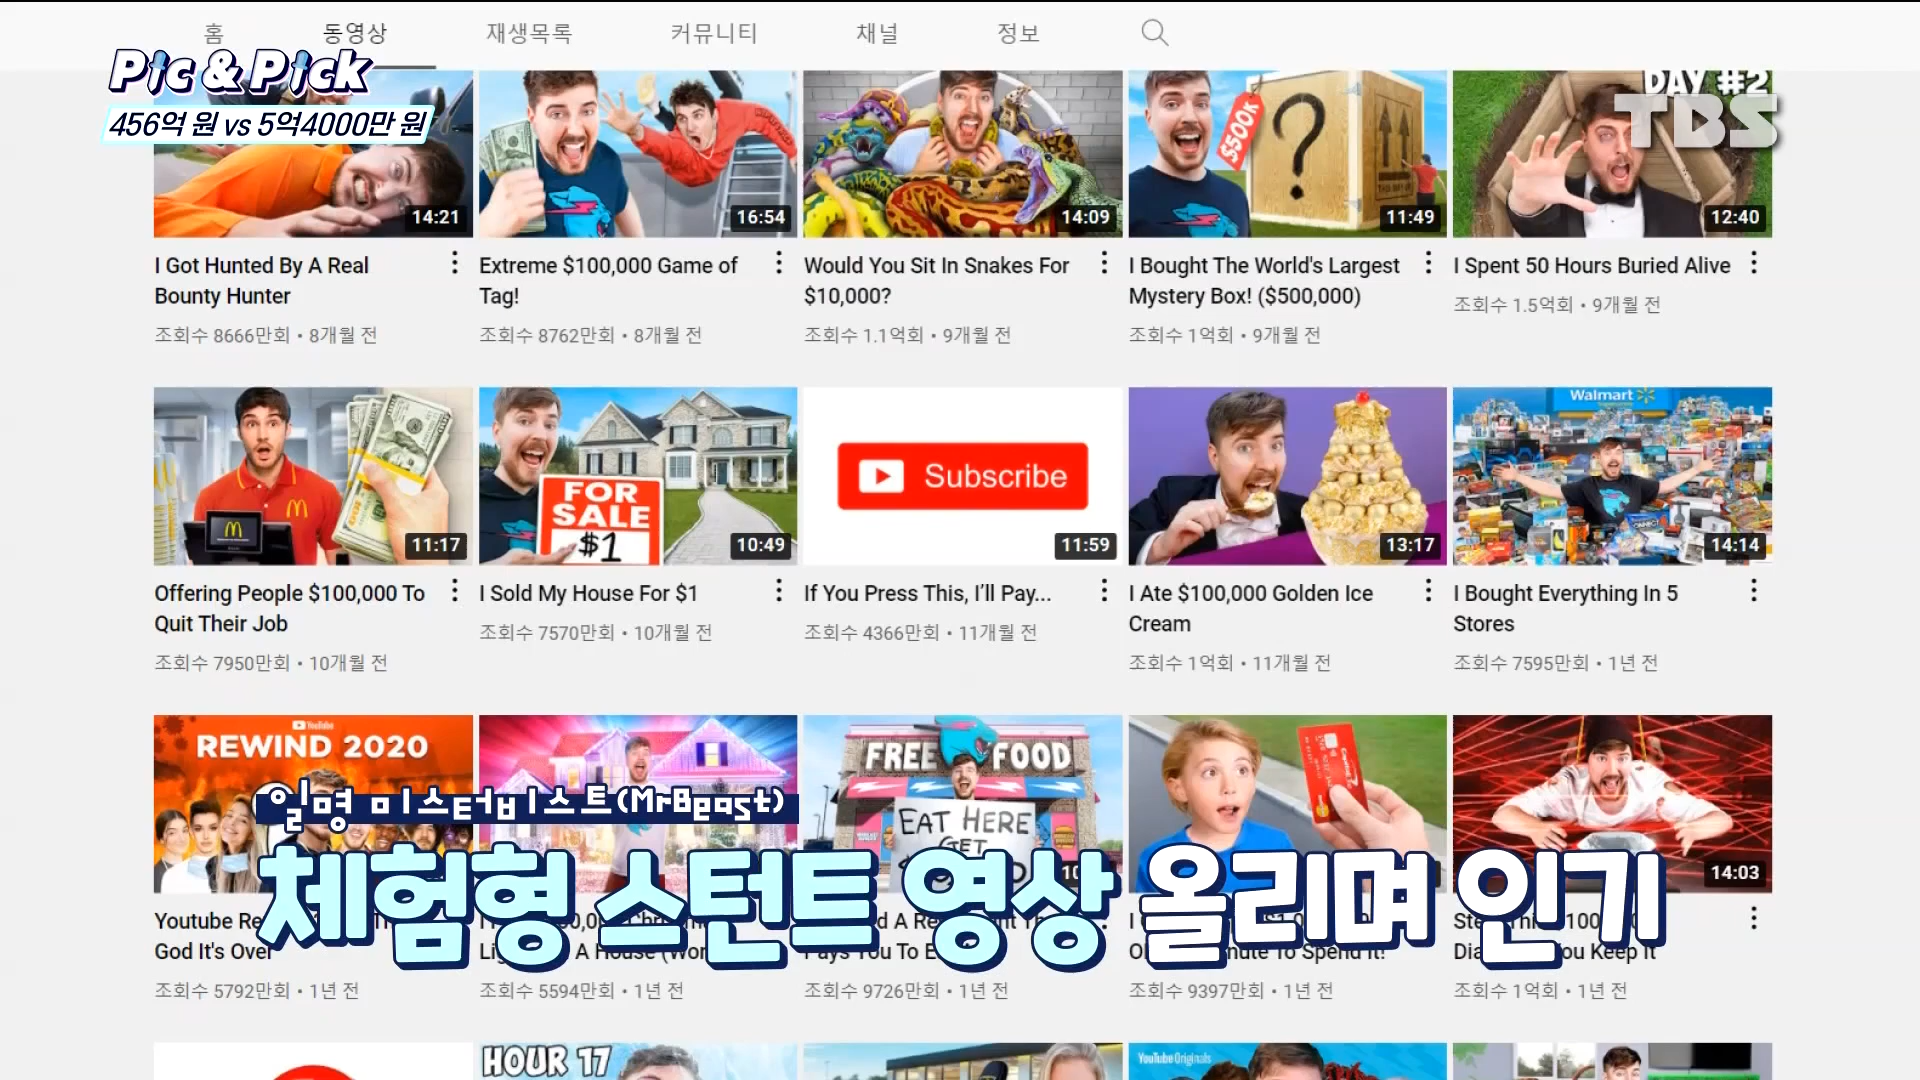 홈 동영상 재생목록 커뮤니티 채널 정보
Pic & Pick
456억 원 vs 5억4000만 원
DAY #2
TBS
$500K
14:21
16:54
14:09
11:49
12:40
I Got Hunted By A Real
Bounty Hunter
조회수 8666만회 • 8개월 전
Extreme $100,000 Game of
Tag!
조회수 8762만회 • 8개월 전
Would You Sit In Snakes For
$10,000?
조회수 1.1억회 • 9개월 전
I Bought The World's Largest
Mystery Box! ($500,000)
조회수 1억회 • 9개월 전
I Spent 50 Hours Buried Alive
조회수 1.5억회 • 9개월 전
FOR
SALE
$1
Subscribe
Walmart
11:17
10:49
11:59
13:17
14:14
Offering People $100,000 To
Quit Their Job
조회수 7950만회 • 10개월 전
I Sold My House For $1
조회수 7570만회 • 10개월 전
If You Press This, I’ll Pay...
조회수 4366만회 • 11개월 전
I Ate $100,000 Golden Ice
Cream
조회수 1억회 • 11개월 전
I Bought Everything In 5
Stores
조회수 7595만회 • 1년 전
YouTube
REWIND 2020
FREE FOOD
EAT HERE
GET
14:03
일명 미스터비스트(MrBeast)
체험형 스턴트 영상 올리며 인기
Youtube
God It's Over
조회수 5792만회 • 1년 전
A House
조회수 5594만회 • 1년 전
Pays You To
조회수 9726만회 • 1년 전
To Spend It!
조회수 9397만회 • 1년 전
You Keep It
조회수 1억회 • 1년 전
HOUR 17
YouTube Originals